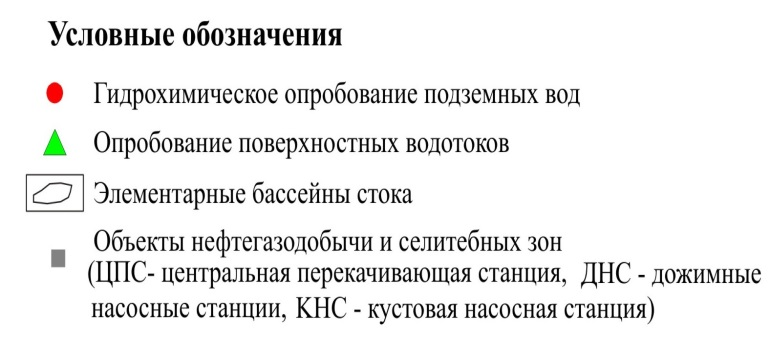 Условные обозначения
Гидрохимическое опробование подземных вод
Опробование поверхностных водотоков
Элементарные бассейны стока
Объекты нефтегазодобычи и селитебных зон
(ЦПС- центральная перекачивающая станция, ДНС - дожимные
насосные станции, КНС - кустовая насосная станция)